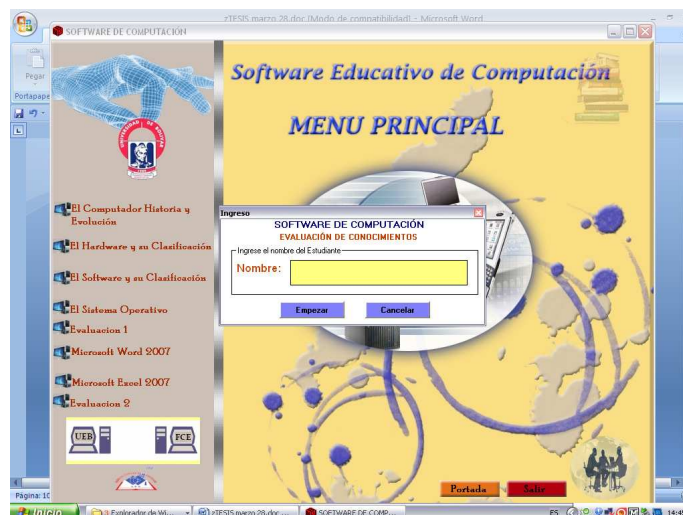 zTESIS marzo 28.doc [Modo de compatibilidad] - Microsoft Word
SOFTWARE DE COMPUTACIÓN
Pegar
Portapape
Software Educativo de Computación
MENU PRINCIPAL
El Computador Historia y
Evolución
El Hardware y su Clasificación
El Software y su Clasificación
El Sistema Operativo
Evaluacion 1
Microsoft Word 2007
Microsoft Excel 2007
Evaluacion 2
UEB
FCE
Ingreso
SOFTWARE DE COMPUTACIÓN
EVALUACIÓN DE CONOCIMIENTOS
Ingrese el nombre del Estudiante
Nombre:
Empezar
Cancelar
Portada
Salir
Página: 10
Inicio
3 Explorador de Wi...
zTESIS marzo 28.doc ...
SOFTWARE DE COMP...
ES
14:45